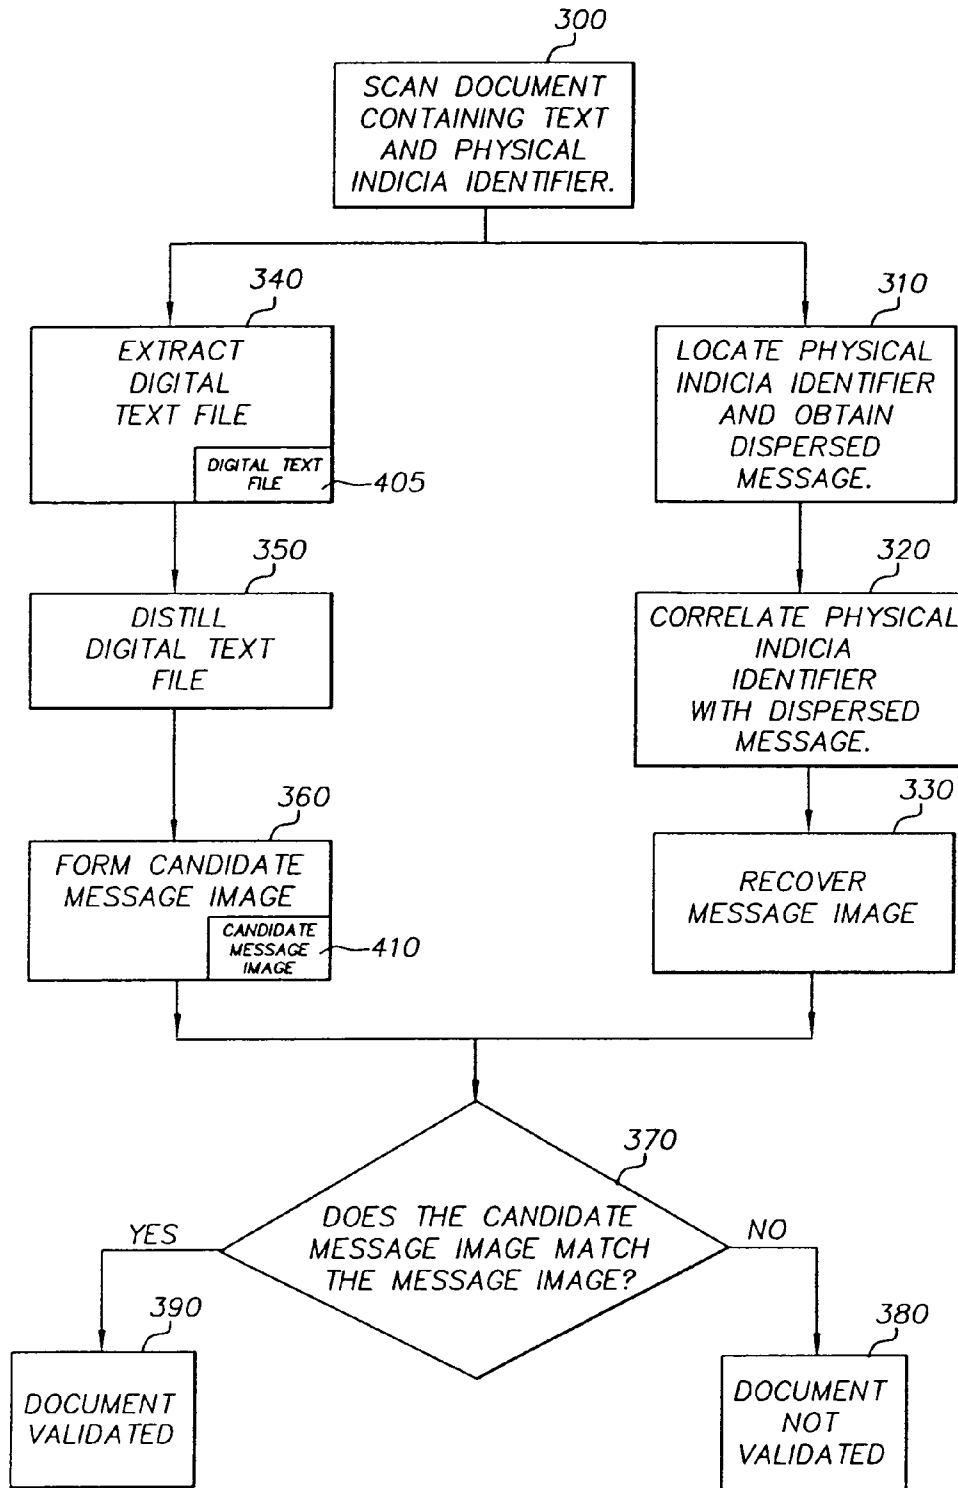 300
SCAN DOCUMENT
CONTAINING TEXT
AND PHYSICAL
INDICIA IDENTIFIER.
340
EXTRACT
DIGITAL
TEXT FILE
DIGITAL TEXT
FILE
405
310
LOCATE PHYSICAL
INDICIA IDENTIFIER
AND OBTAIN
DISPERSED
MESSAGE.
350
DISTILL
DIGITAL TEXT
FILE
320
CORRELATE PHYSICAL
INDICIA
IDENTIFIER
WITH DISPERSED
MESSAGE.
360
FORM CANDIDATE
MESSAGE IMAGE
CANDIDATE
MESSAGE
IMAGE
410
330
RECOVER
MESSAGE IMAGE
370
DOES THE CANDIDATE
MESSAGE IMAGE MATCH
THE MESSAGE IMAGE?
YES
NO
390
DOCUMENT
VALIDATED
380
DOCUMENT
NOT
VALIDATED